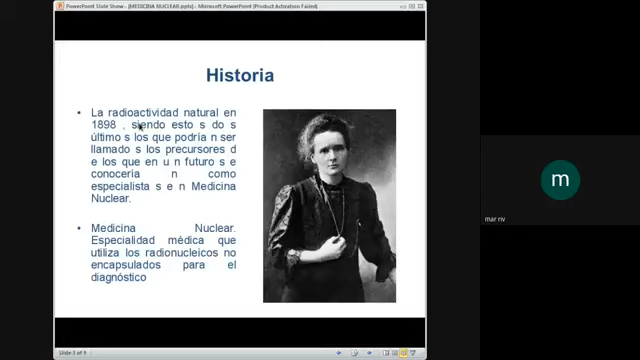 PowerPoint Slide Show - [MEDICINA NUCLEAR.pptx] - Microsoft PowerPoint (Product Activation Failed)
Historia
• La radioactividad natural en
1898 , siendo esto s do s
último s los que podría n ser
llamado s los precursores d
e los que en u n futuro s e
conocería n como
especialista s e n Medicina
Nuclear.
• Medicina Nuclear.
Especialidad médica que
utiliza los radionucleicos no
encapsulados para el
diagnóstico
m
mar riv
Slide 3 of 9